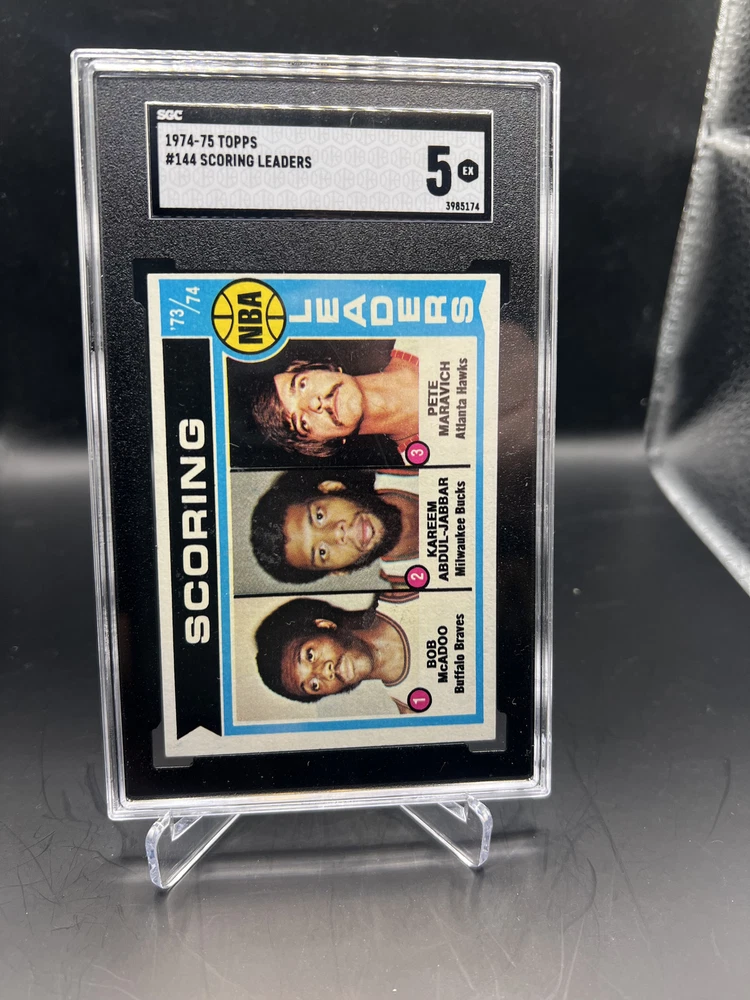 SGC
1974-75 TOPPS
#144 SCORING LEADERS
5 EX
3985174
'73/74
NBA
LEADERS
SCORING
1
BOB
McADOO
Buffalo Braves
2
KAREEM
ABDUL-JABBAR
Milwaukee Bucks
3
PETE
MARAVICH
Atlanta Hawks